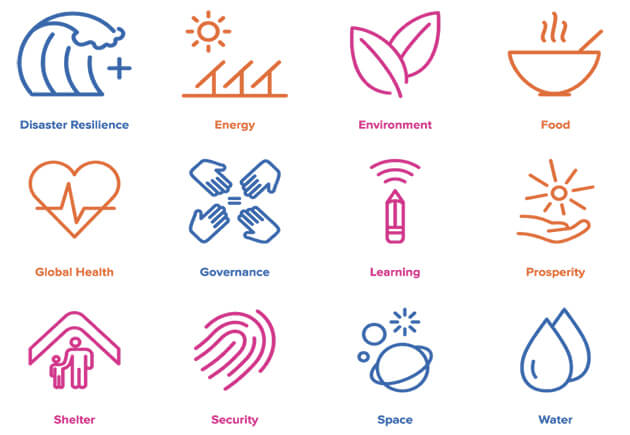 Disaster Resilience
Energy
Environment
Food
Global Health
Governance
Learning
Prosperity
Shelter
Security
Space
Water